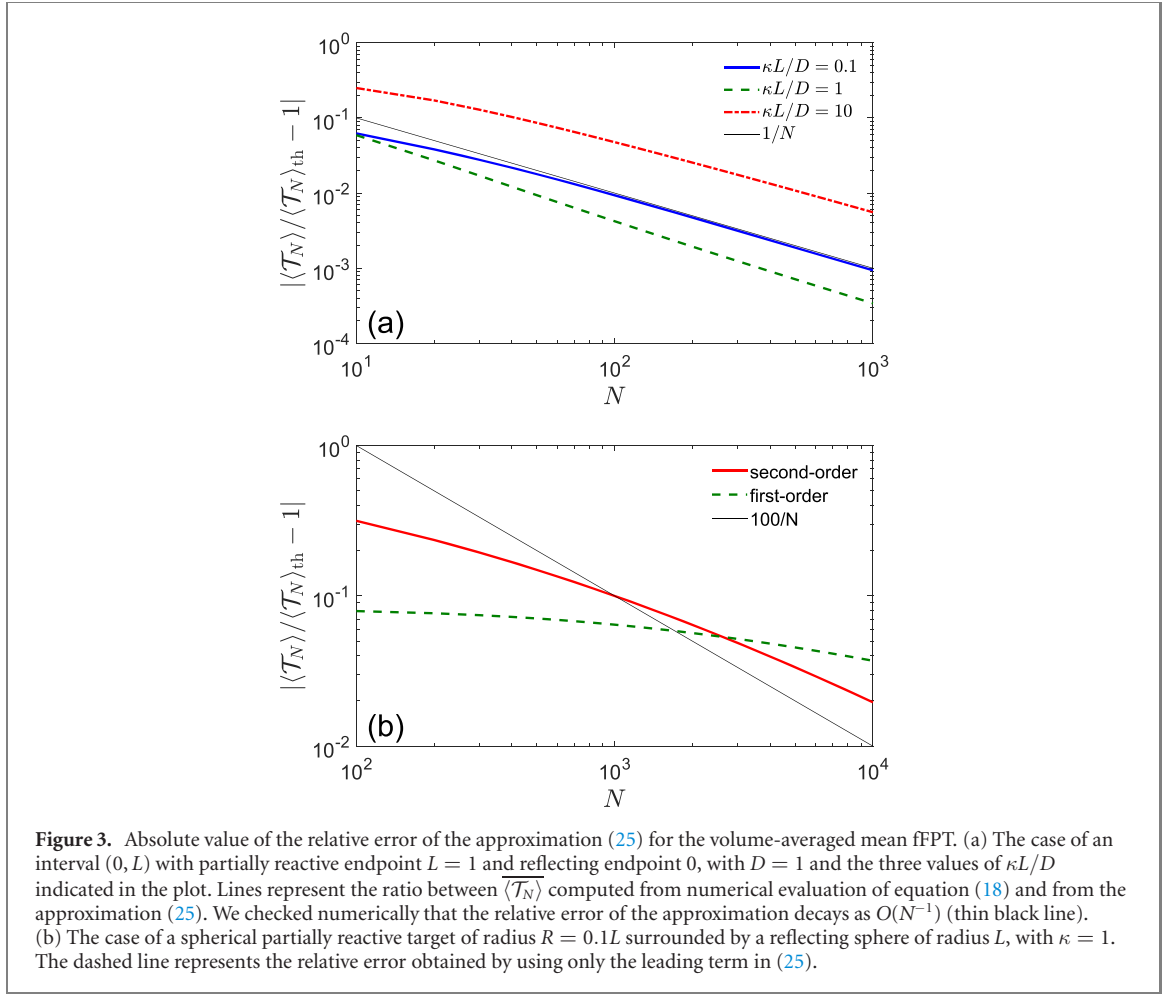 10^0
10^-1
10^-2
10^-3
10^-4
|⟨𝒯_N⟩/⟨𝒯_N⟩_th − 1|
κL/D = 0.1
κL/D = 1
κL/D = 10
1/N
(a)
10^1
10^2
10^3
N
10^0
10^-1
10^-2
|⟨𝒯_N⟩/⟨𝒯_N⟩_th − 1|
second-order
first-order
100/N
(b)
10^2
10^3
10^4
N
Figure 3. Absolute value of the relative error of the approximation (25) for the volume-averaged mean fFPT. (a) The case of an
interval (0, L) with partially reactive endpoint L = 1 and reflecting endpoint 0, with D = 1 and the three values of κL/D
indicated in the plot. Lines represent the ratio between \overline{⟨𝒯_N⟩} computed from numerical evaluation of equation (18) and from the
approximation (25). We checked numerically that the relative error of the approximation decays as O(N^−1) (thin black line).
(b) The case of a spherical partially reactive target of radius R = 0.1L surrounded by a reflecting sphere of radius L, with κ = 1.
The dashed line represents the relative error obtained by using only the leading term in (25).